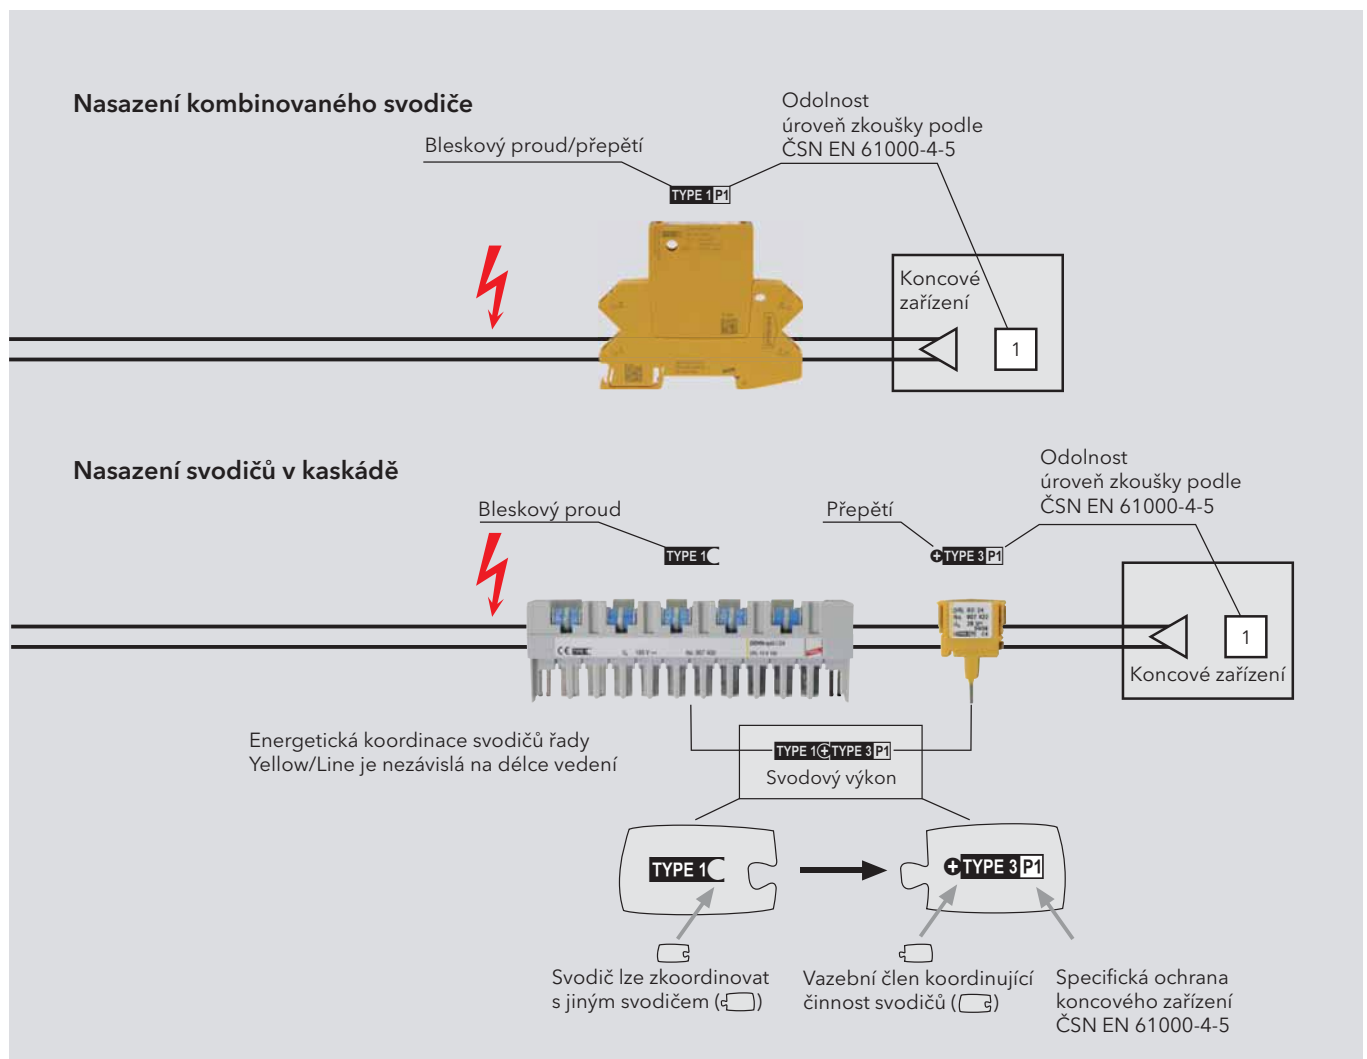 Nasazení kombinovaného svodiče
Bleskový proud/přepětí
Odolnost
úroveň zkoušky podle
ČSN EN 61000-4-5
TYPE 1 P1
Koncové
zařízení
1
Nasazení svodičů v kaskádě
Bleskový proud
Přepětí
Odolnost
úroveň zkoušky podle
ČSN EN 61000-4-5
TYPE 1
+TYPE 3 P1
1
Koncové zařízení
Energetická koordinace svodičů řady
Yellow/Line je nezávislá na délce vedení
TYPE 1+TYPE 3 P1
Svodový výkon
TYPE 1
+TYPE 3 P1
Svodič lze zkoordinovat
s jiným svodičem ( )
Vazební člen koordinující
činnost svodičů ( )
Specifická ochrana
koncového zařízení
ČSN EN 61000-4-5